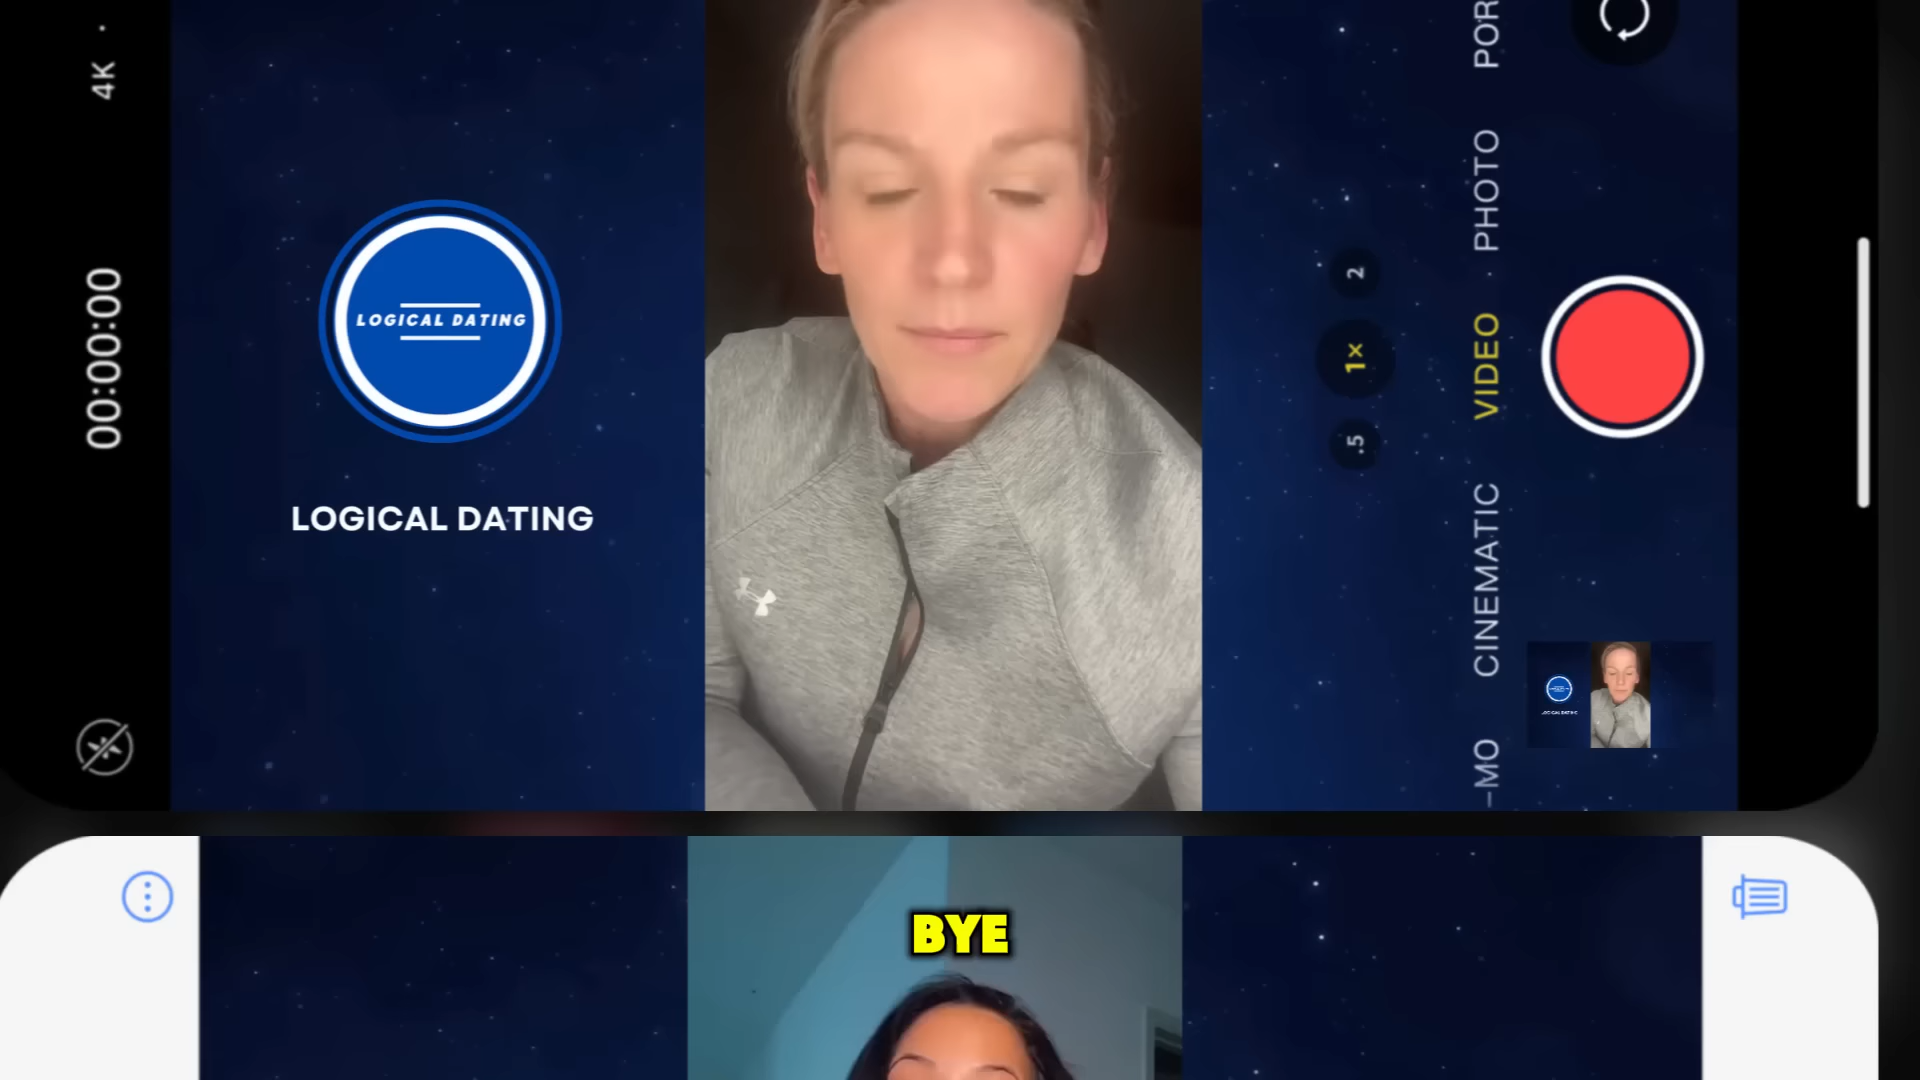 4K
00:00:00
LOGICAL DATING
LOGICAL DATING
2
1×
.5
POR
PHOTO
VIDEO
CINEMATIC
-MO
BYE